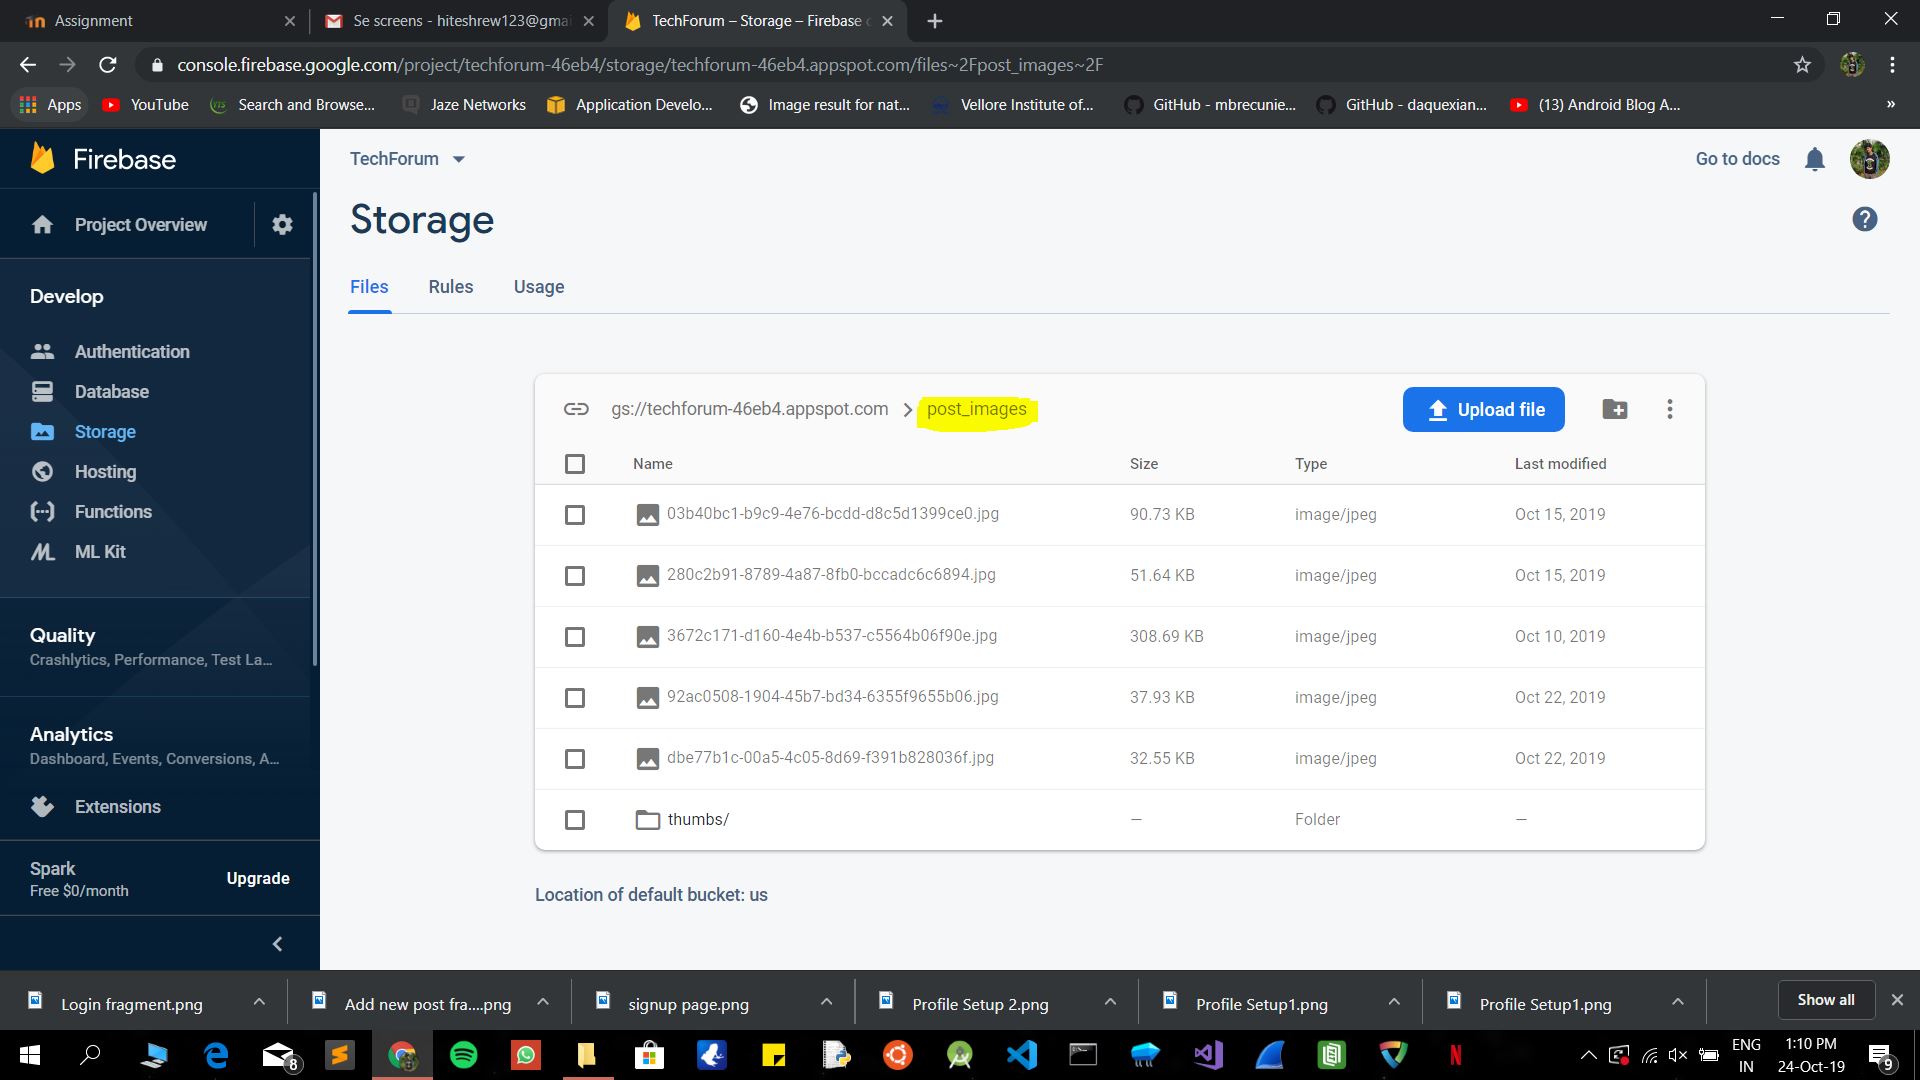 Assignment
Se screens - hiteshrew123@gmai
TechForum – Storage – Firebase c
console.firebase.google.com/project/techforum-46eb4/storage/techforum-46eb4.appspot.com/files~2Fpost_images~2F
Apps YouTube Search and Browse... Jaze Networks Application Develo... Image result for nat... Vellore Institute of... GitHub - mbrecunie... GitHub - daquexian... (13) Android Blog A... »
Firebase
Project Overview
Develop
Authentication
Database
Storage
Hosting
Functions
ML Kit
Quality
Crashlytics, Performance, Test La...
Analytics
Dashboard, Events, Conversions, A...
Extensions
Spark
Free $0/month
Upgrade
TechForum
Go to docs
Storage
Files Rules Usage
gs://techforum-46eb4.appspot.com > post_images
Upload file
Name Size Type Last modified
03b40bc1-b9c9-4e76-bcdd-d8c5d1399ce0.jpg 90.73 KB image/jpeg Oct 15, 2019
280c2b91-8789-4a87-8fb0-bccadc6c6894.jpg 51.64 KB image/jpeg Oct 15, 2019
3672c171-d160-4e4b-b537-c5564b06f90e.jpg 308.69 KB image/jpeg Oct 10, 2019
92ac0508-1904-45b7-bd34-6355f9655b06.jpg 37.93 KB image/jpeg Oct 22, 2019
dbe77b1c-00a5-4c05-8d69-f391b828036f.jpg 32.55 KB image/jpeg Oct 22, 2019
thumbs/ — Folder —
Location of default bucket: us
Login fragment.png Add new post fra....png signup page.png Profile Setup 2.png Profile Setup1.png Profile Setup1.png Show all
8
ENG
IN
1:10 PM
24-Oct-19
9